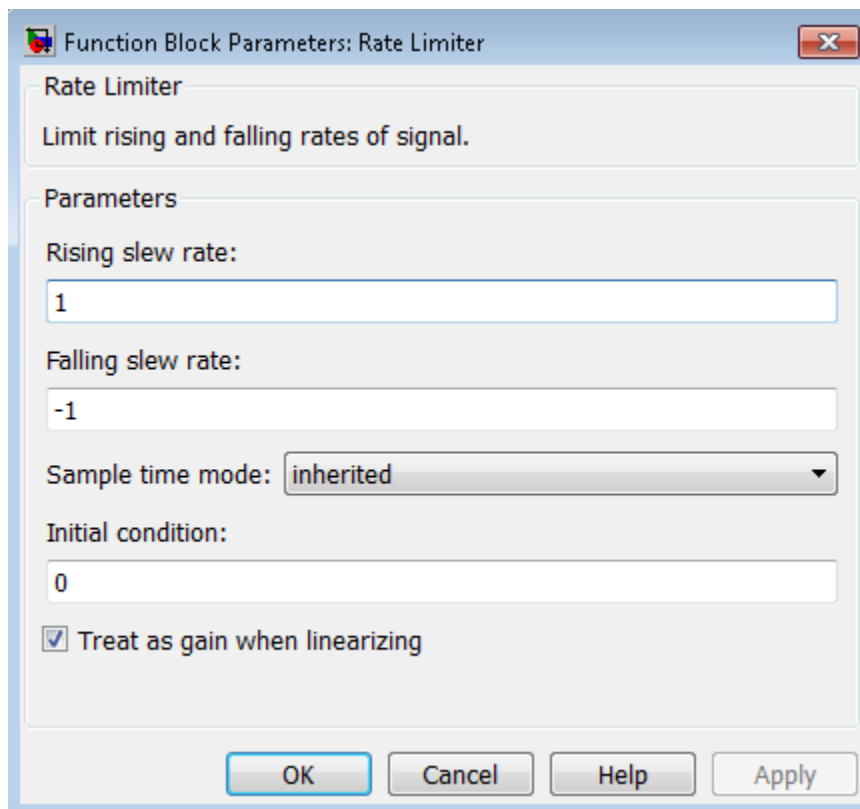 Function Block Parameters: Rate Limiter
Rate Limiter
Limit rising and falling rates of signal.
Parameters
Rising slew rate:
1
Falling slew rate:
-1
Sample time mode: inherited
Initial condition:
0
Treat as gain when linearizing
OK Cancel Help Apply